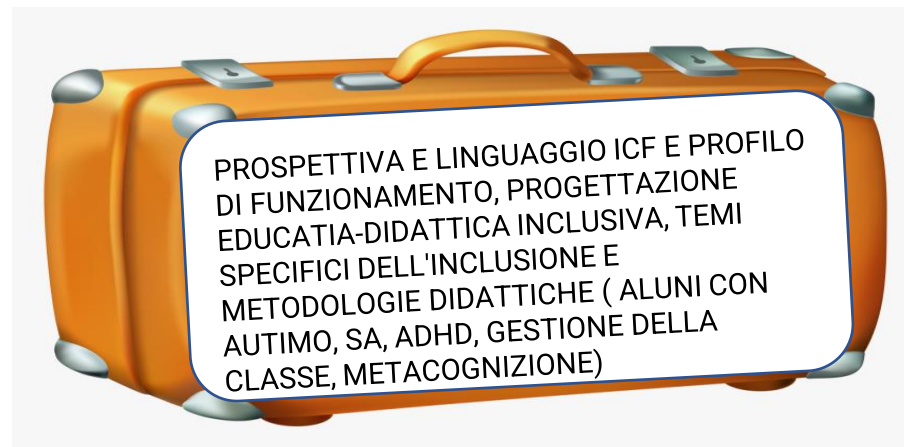 PROSPETTIVA E LINGUAGGIO ICF E PROFILO
DI FUNZIONAMENTO, PROGETTAZIONE
EDUCATIA-DIDATTICA INCLUSIVA, TEMI
SPECIFICI DELL'INCLUSIONE E
METODOLOGIE DIDATTICHE ( ALUNI CON
AUTIMO, SA, ADHD, GESTIONE DELLA
CLASSE, METACOGNIZIONE)